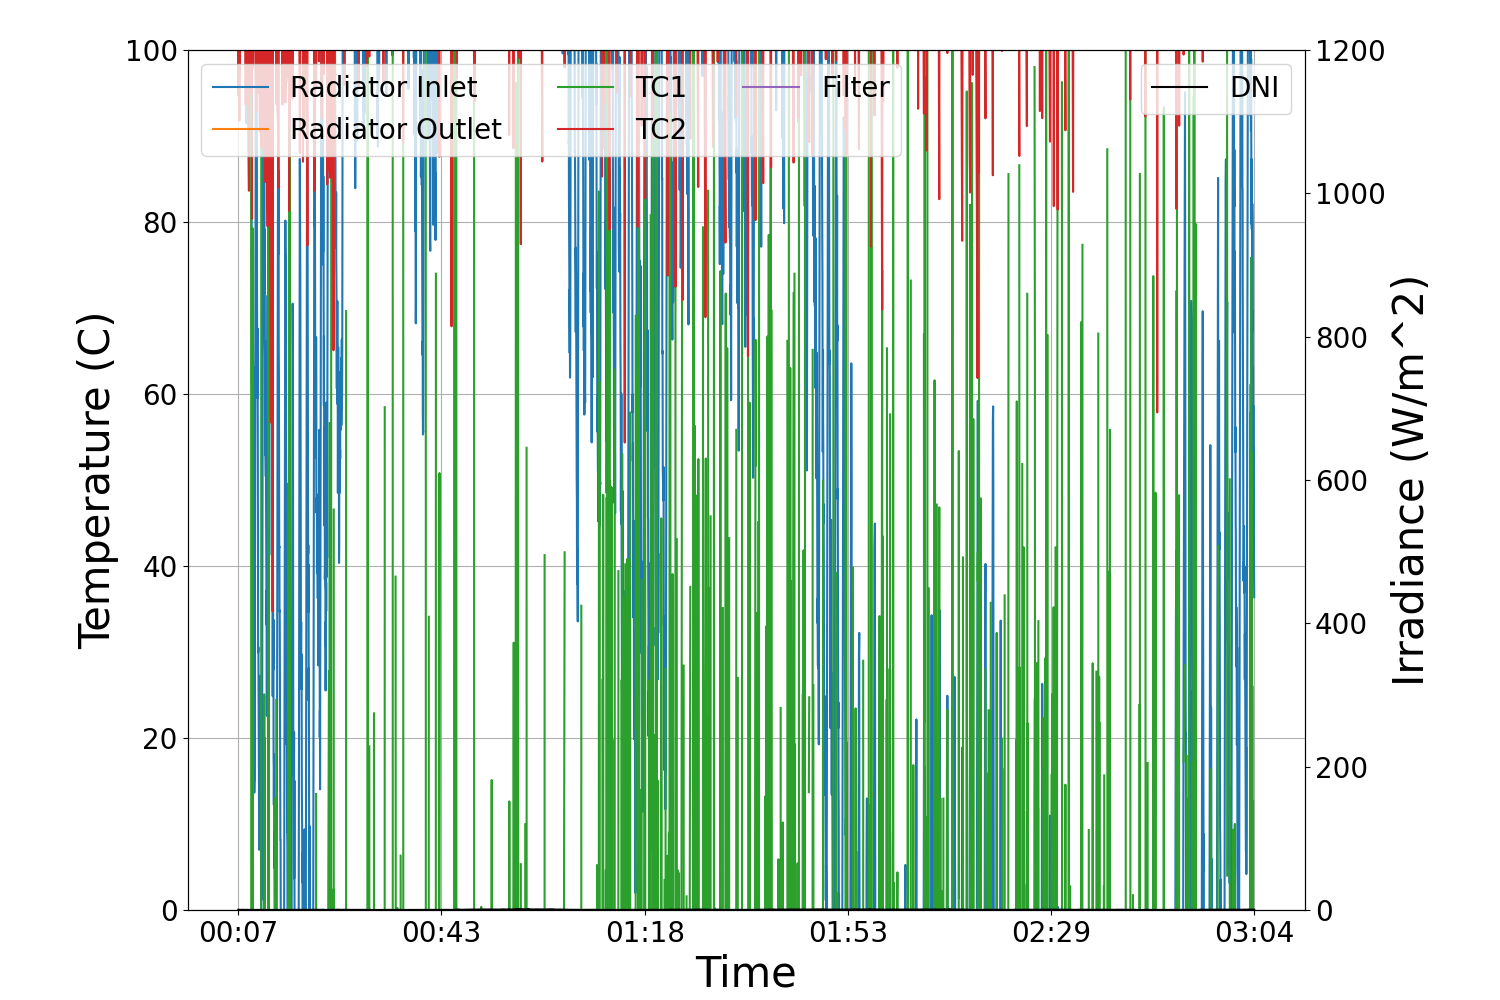 100
80
60
40
20
0
Temperature (C)
Radiator Inlet
Radiator Outlet
TC1
TC2
Filter
DNI
1200
1000
800
600
400
200
0
Irradiance (W/m^2)
00:07
00:43
01:18
01:53
02:29
03:04
Time